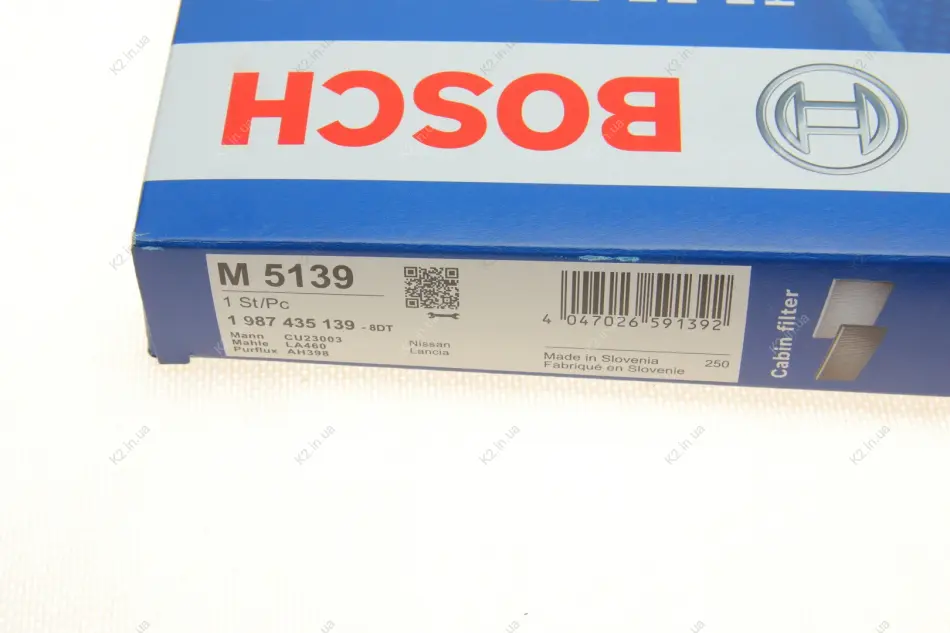 BOSCH
M 5139
1 St/Pc
1 987 435 139 - 8DT
Mann CU23003
Mahle LA460
Purflux AH398
Nissan
Lancia
4 047026 591392
Made in Slovenia
Fabriqué en Slovenie
250
Cabin filter
K2.in.ua